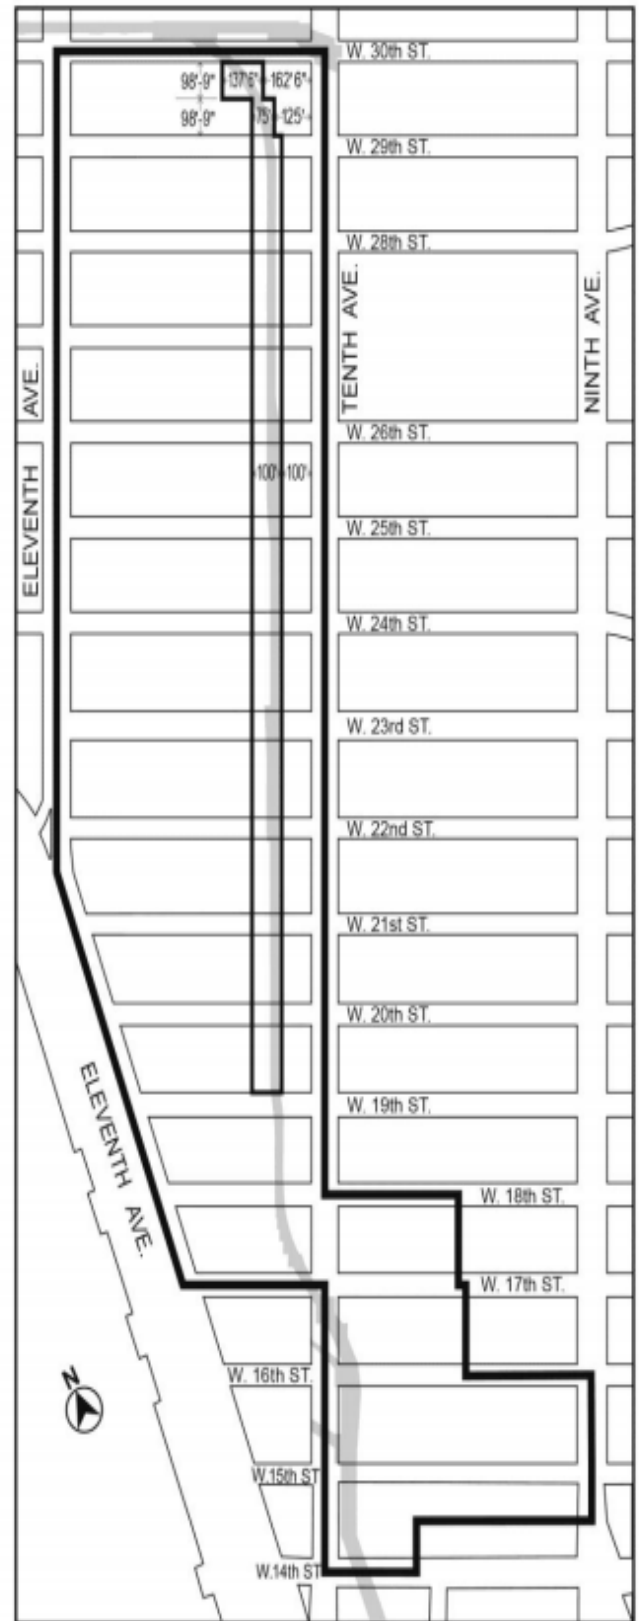 W. 30th ST.
98'-9" 137'6" 162'6"
98'-9" 75' 125'
W. 29th ST.
W. 28th ST.
TENTH AVE.
NINTH AVE.
ELEVENTH AVE.
W. 26th ST.
100' 100'
W. 25th ST.
W. 24th ST.
W. 23rd ST.
W. 22nd ST.
W. 21st ST.
W. 20th ST.
W. 19th ST.
ELEVENTH AVE.
W. 18th ST.
W. 17th ST.
W. 16th ST.
N
W.15th ST
W.14th ST